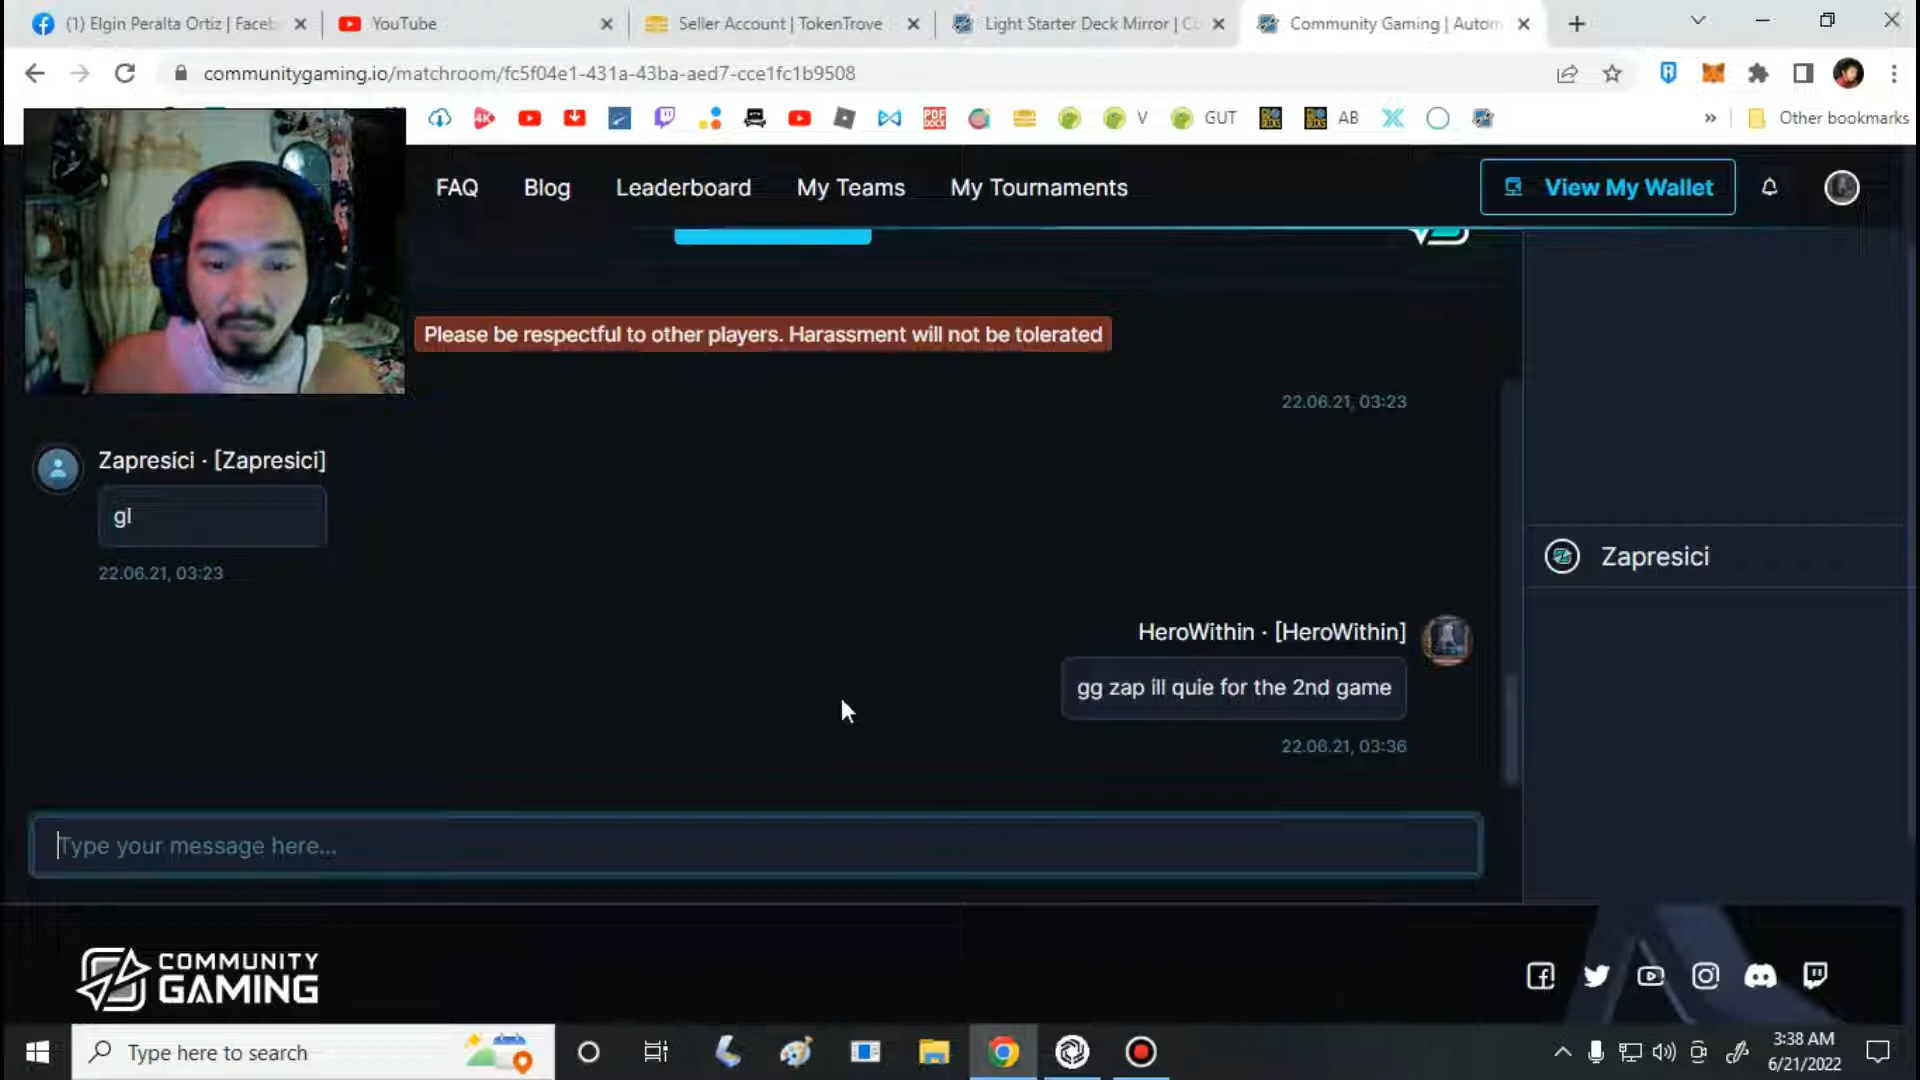 (1) Elgin Peralta Ortiz | Faceb
YouTube
Seller Account | TokenTrove
Light Starter Deck Mirror | Co
Community Gaming | Autom
communitygaming.io/matchroom/fc5f04e1-431a-43ba-aed7-cce1fc1b9508
4K
PDF
V
GUT
AB
Other bookmarks
FAQ
Blog
Leaderboard
My Teams
My Tournaments
View My Wallet
Please be respectful to other players. Harassment will not be tolerated
22.06.21, 03:23
Zapresici · [Zapresici]
gl
22.06.21, 03:23
Zapresici
HeroWithin · [HeroWithin]
gg zap ill quie for the 2nd game
22.06.21, 03:36
Type your message here...
COMMUNITY
GAMING
Type here to search
3:38 AM
6/21/2022